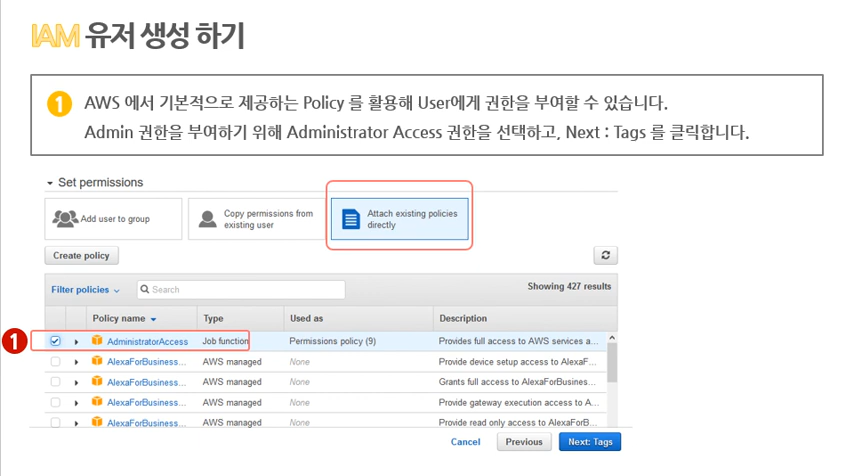 IAM 유저 생성 하기
1 AWS 에서 기본적으로 제공하는 Policy 를 활용해 User에게 권한을 부여할 수 있습니다.
Admin 권한을 부여하기 위해 Administrator Access 권한을 선택하고, Next : Tags 를 클릭합니다.
Set permissions
Add user to group
Copy permissions from
existing user
Attach existing policies
directly
Create policy
Filter policies
Search
Showing 427 results
Policy name Type Used as Description
1 AdministratorAccess Job function Permissions policy (9) Provides full access to AWS services a...
AlexaForBusiness... AWS managed None Provide device setup access to AlexaF...
AlexaForBusiness... AWS managed None Grants full access to AlexaForBusines...
AlexaForBusiness... AWS managed None Provide gateway execution access to A...
AlexaForBusiness... AWS managed None Provide read only access to AlexaForB...
Cancel Previous Next: Tags